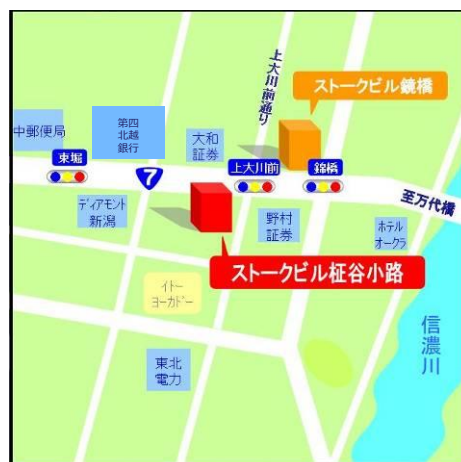 上大川前通り
ストークビル鏡橋
中郵便局
第四
北越
銀行
大和
証券
東堀
7
上大川前
錦橋
至万代橋
ディアモント
新潟
野村
証券
ホテル
オークラ
ストークビル柾谷小路
イトー
ヨーカドー
信濃川
東北
電力